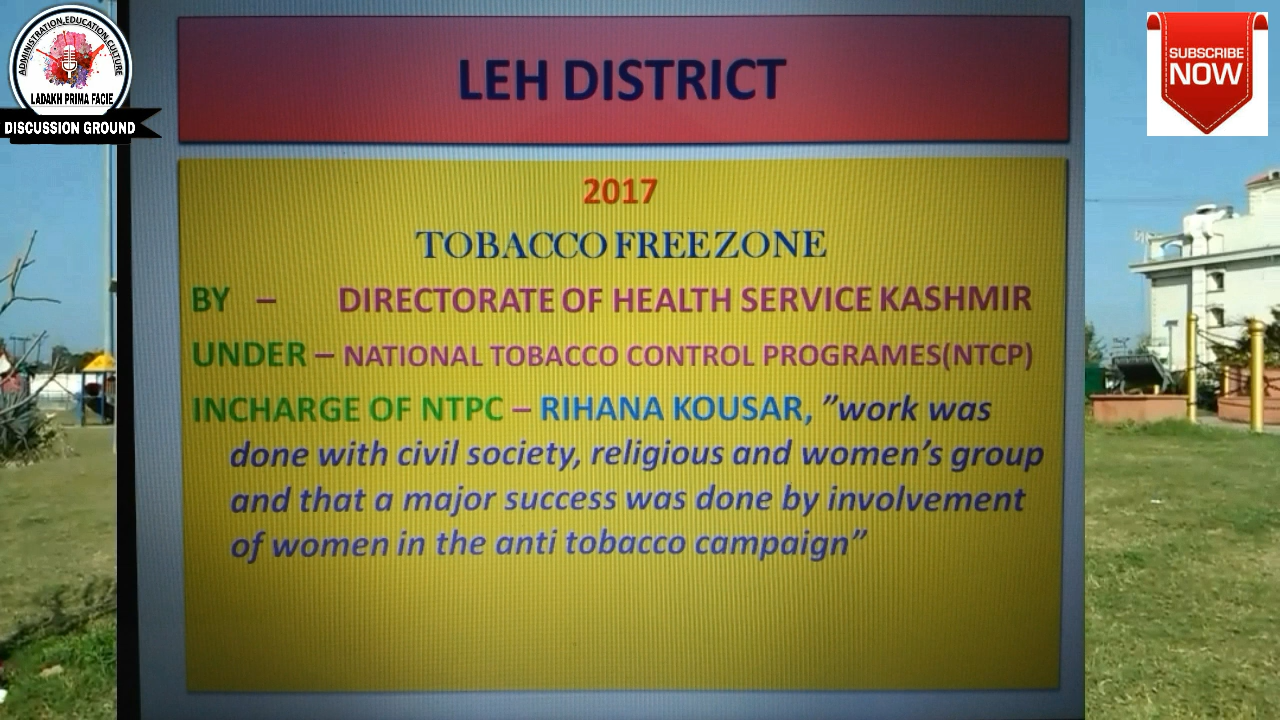 ADMINISTRATION,EDUCATION,CULTURE
LADAKH PRIMA FACIE
DISCUSSION GROUND
SUBSCRIBE
NOW
LEH DISTRICT
2017
TOBACCO FREE ZONE
BY – DIRECTORATE OF HEALTH SERVICE KASHMIR
UNDER – NATIONAL TOBACCO CONTROL PROGRAMES(NTCP)
INCHARGE OF NTPC – RIHANA KOUSAR, ”work was
done with civil society, religious and women’s group
and that a major success was done by involvement
of women in the anti tobacco campaign”